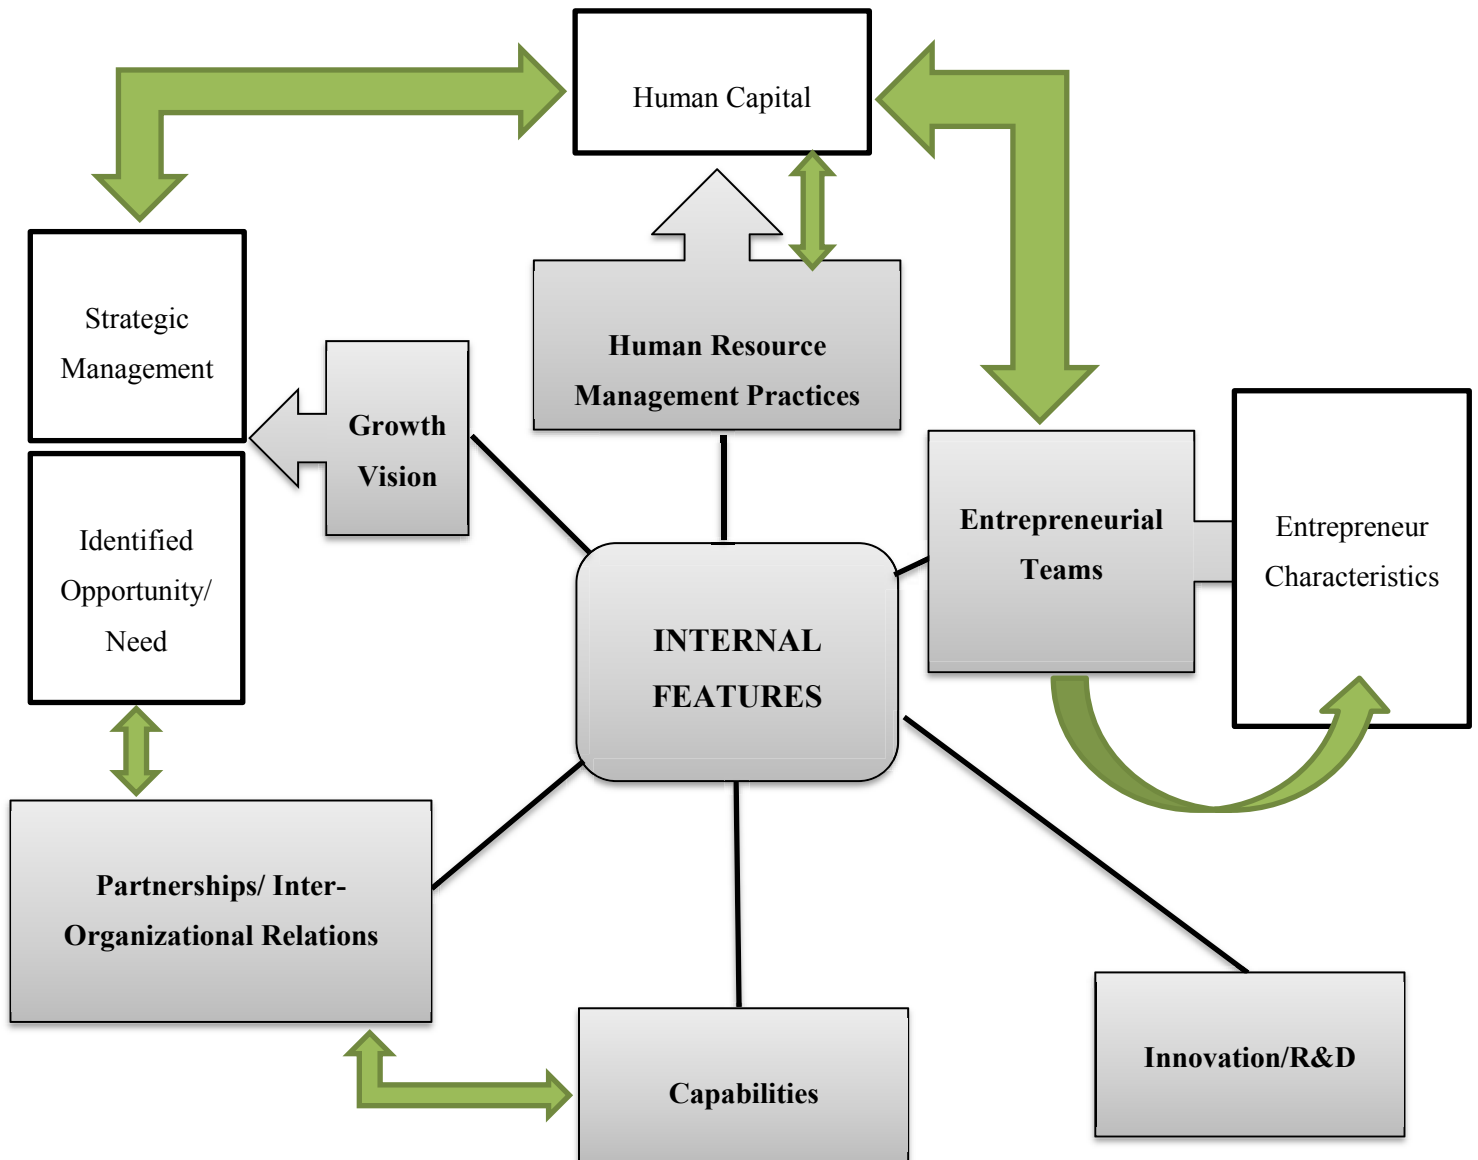 Human Capital
Strategic
Management
Human Resource
Management Practices
Growth
Vision
Identified
Opportunity/
Need
Entrepreneurial
Teams
Entrepreneur
Characteristics
INTERNAL
FEATURES
Partnerships/ Inter-
Organizational Relations
Capabilities
Innovation/R&D